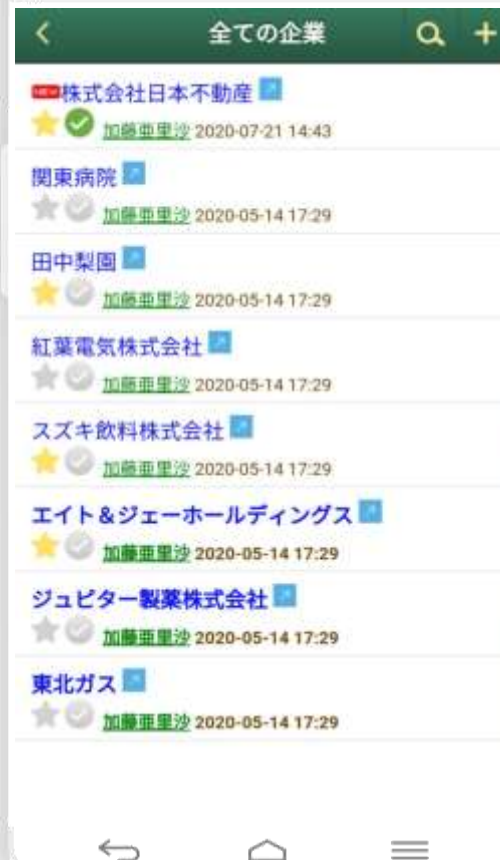 全ての企業
NEW株式会社日本不動産
加藤亜里沙 2020-07-21 14:43
関東病院
加藤亜里沙 2020-05-14 17:29
田中梨園
加藤亜里沙 2020-05-14 17:29
紅葉電気株式会社
加藤亜里沙 2020-05-14 17:29
スズキ飲料株式会社
加藤亜里沙 2020-05-14 17:29
エイト＆ジェーホールディングス
加藤亜里沙 2020-05-14 17:29
ジュピター製薬株式会社
加藤亜里沙 2020-05-14 17:29
東北ガス
加藤亜里沙 2020-05-14 17:29